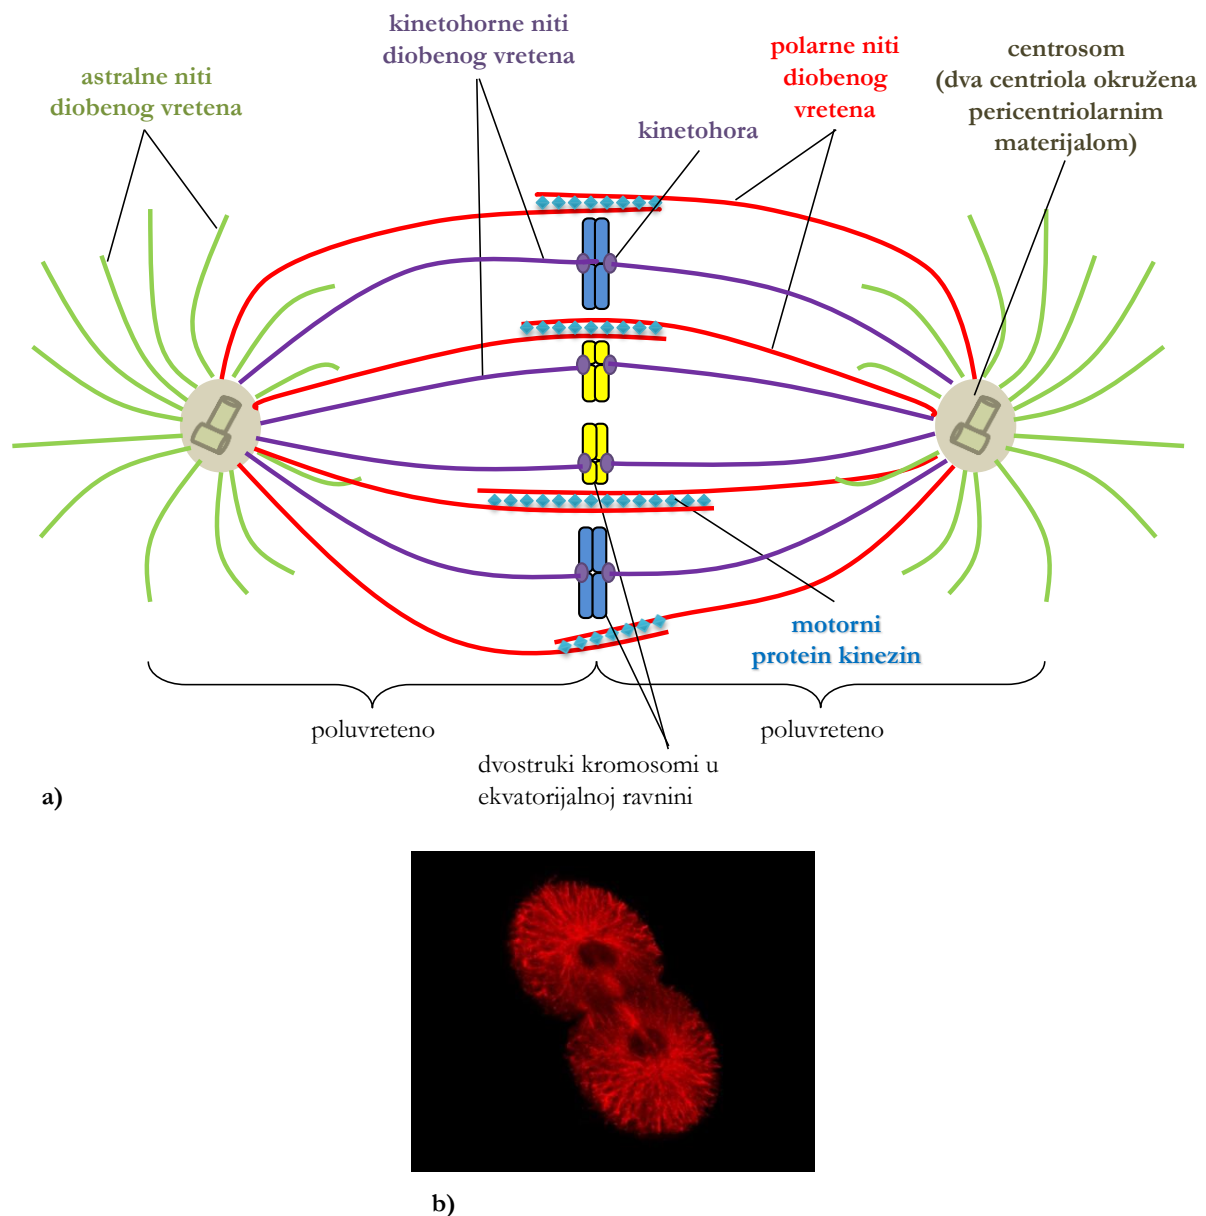 kinetohorne niti
diobenog vretena
astralne niti
diobenog vretena
polarne niti
diobenog
vretena
centrosom
(dva centriola okružena
pericentriolarnim
materijalom)
kinetohora
motorni
protein kinezin
poluvreteno
poluvreteno
dvostruki kromosomi u
ekvatorijalnoj ravnini
a)
b)